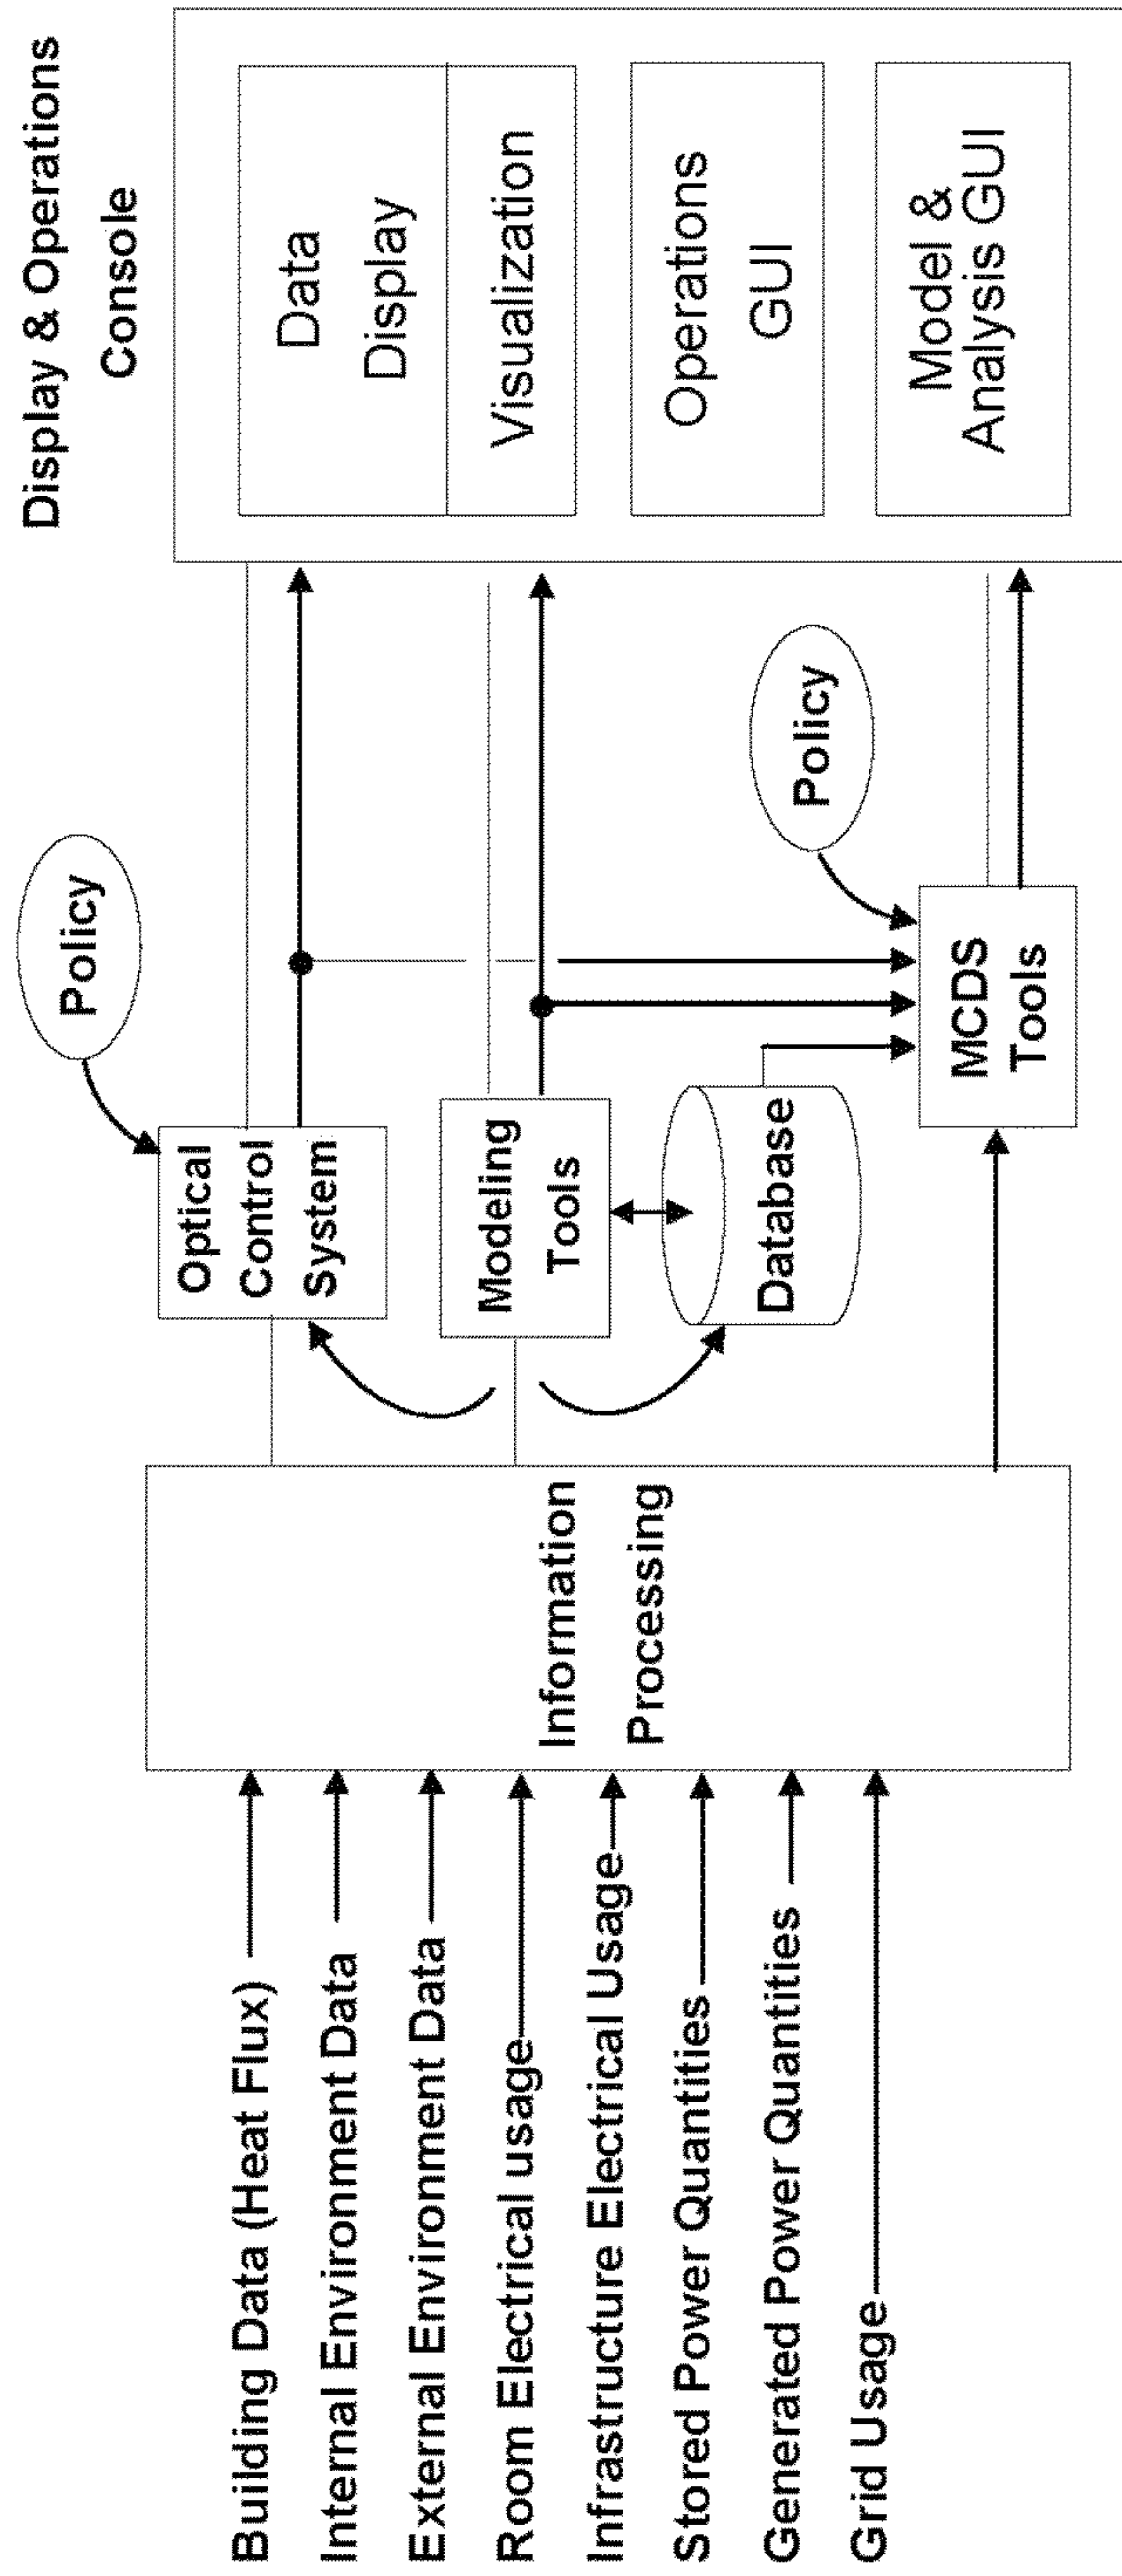 Building Data (Heat Flux)
Internal Environment Data
External Environment Data
Room Electrical usage
Infrastructure Electrical Usage
Stored Power Quantities
Generated Power Quantities
Grid Usage
Information
Processing
Policy
Optical
Control
System
Modeling
Tools
Database
Policy
MCDS
Tools
Display & Operations
Console
Data
Display
Visualization
Operations
GUI
Model &
Analysis GUI